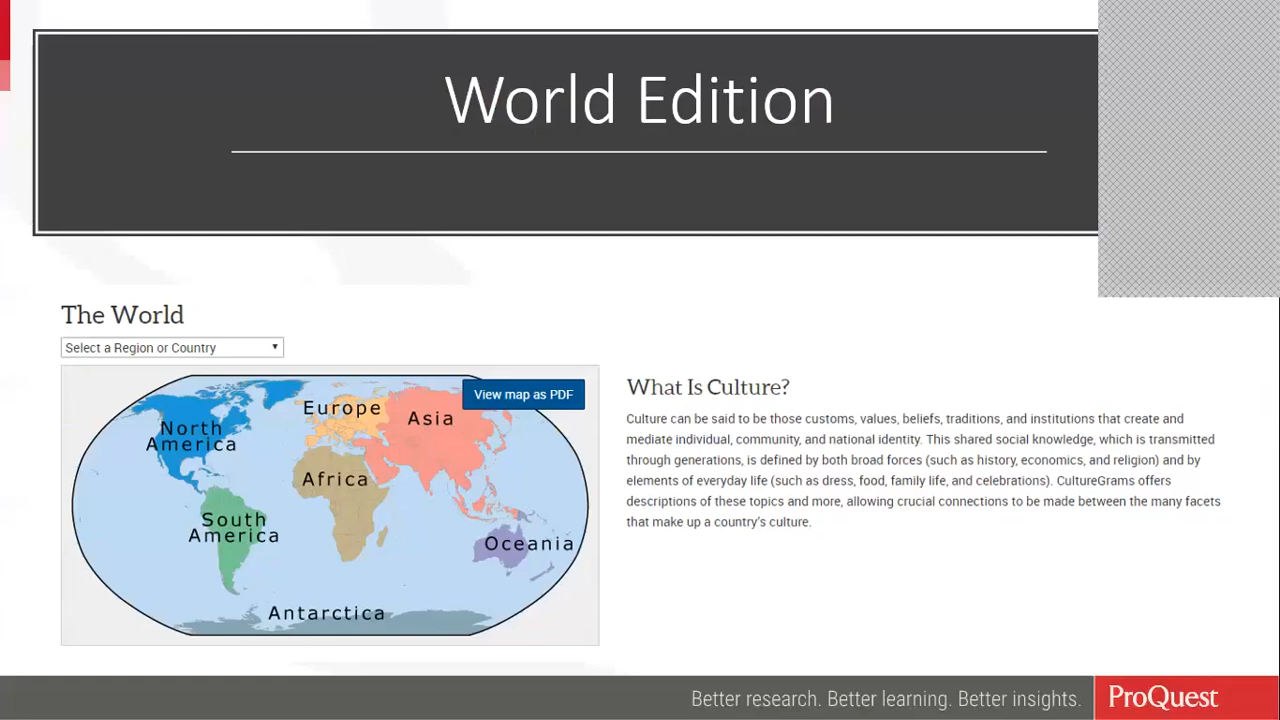 World Edition
The World
Select a Region or Country
View map as PDF
North
America
Europe
Asia
Africa
South
America
Oceania
Antarctica
What Is Culture?
Culture can be said to be those customs, values, beliefs, traditions, and institutions that create and
mediate individual, community, and national identity. This shared social knowledge, which is transmitted
through generations, is defined by both broad forces (such as history, economics, and religion) and by
elements of everyday life (such as dress, food, family life, and celebrations). CultureGrams offers
descriptions of these topics and more, allowing crucial connections to be made between the many facets
that make up a country's culture.
Better research. Better learning. Better insights.
ProQuest